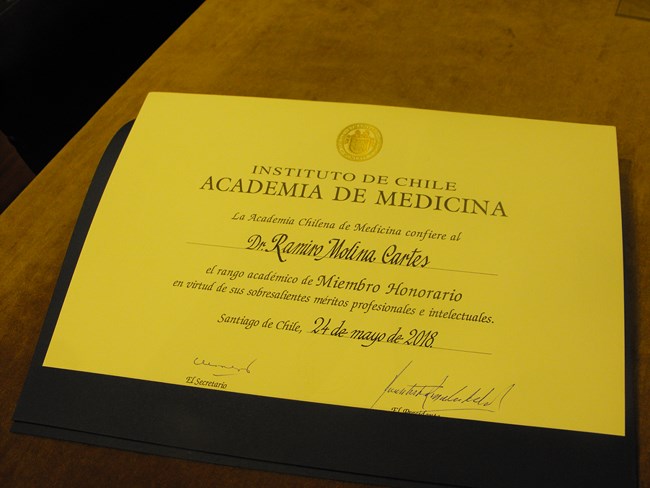 INSTITUTO DE CHILE
ACADEMIA DE MEDICINA
La Academia Chilena de Medicina confiere al
Dr. Ramiro Molina Cartes
el rango académico de Miembro Honorario
en virtud de sus sobresalientes méritos profesionales e intelectuales.
Santiago de Chile, 24 de mayo de 2018.
El Secretario
El Presidente